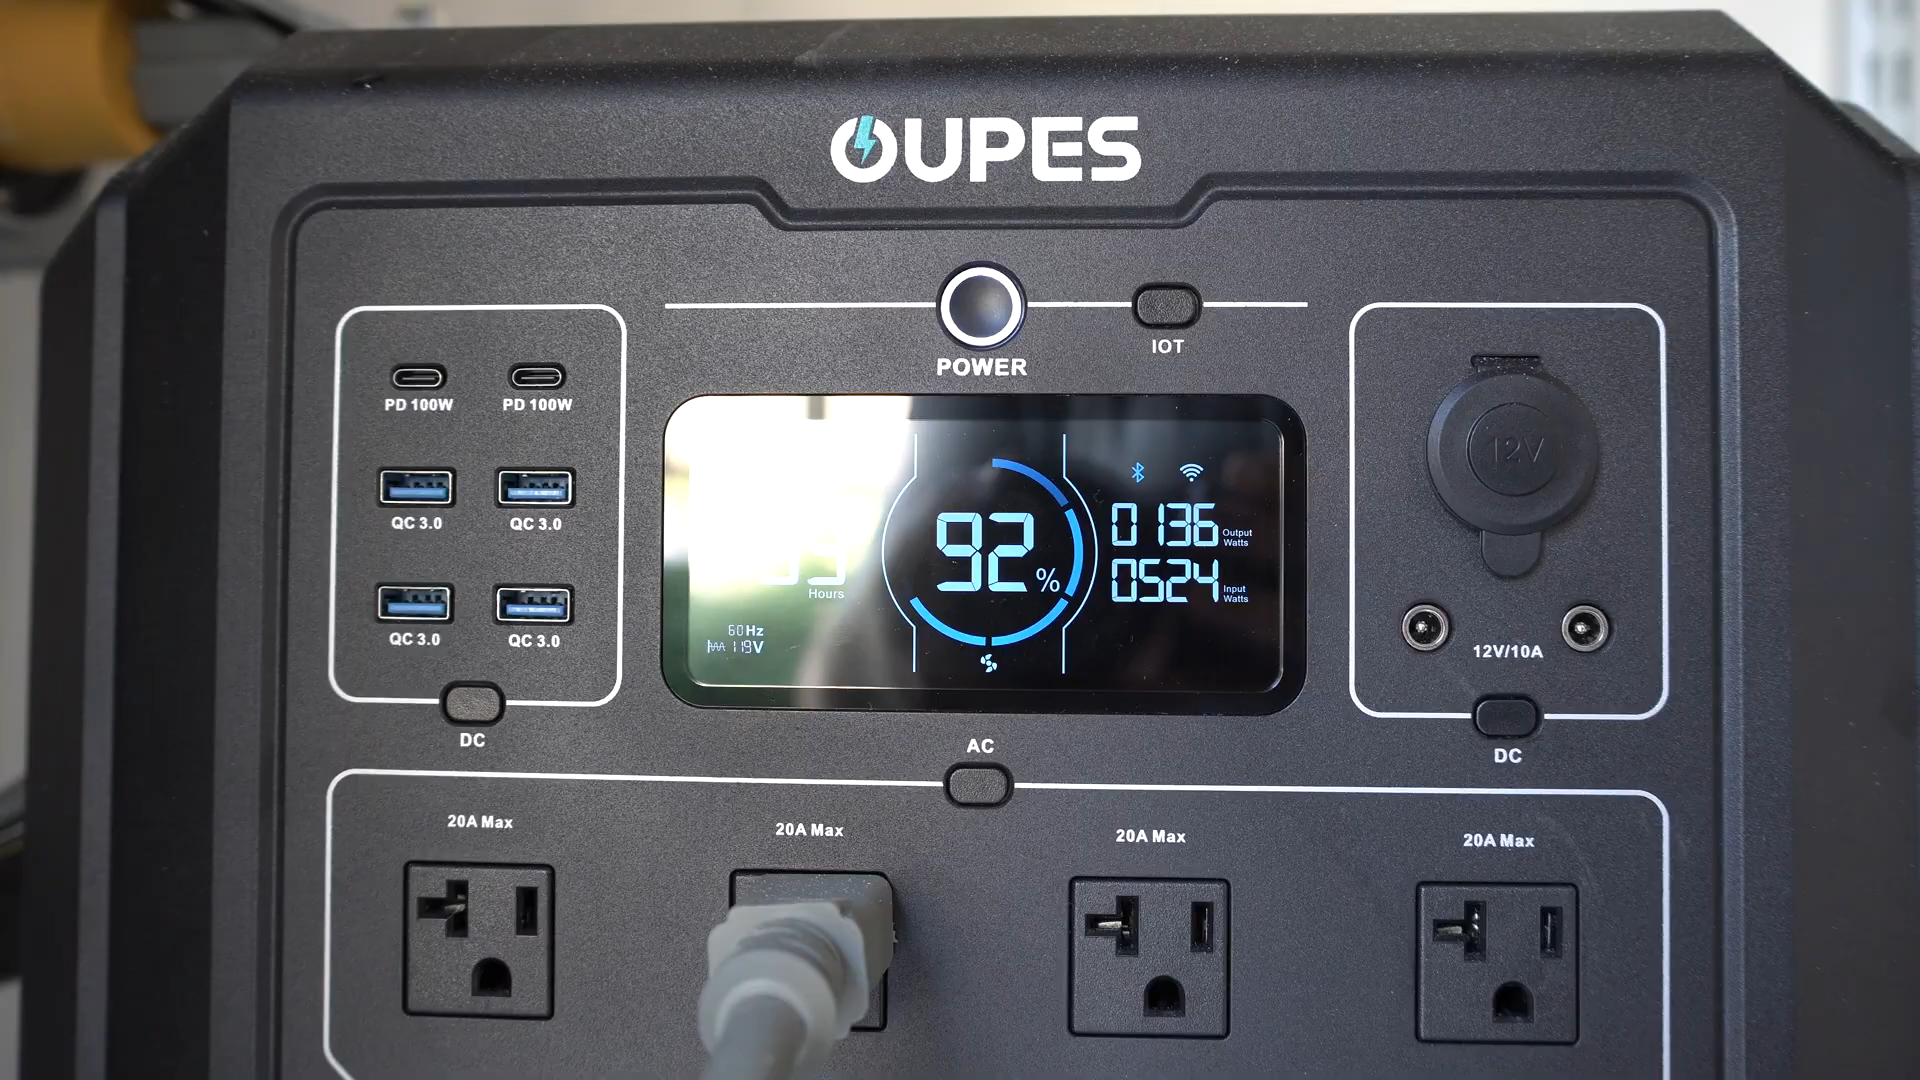 OUPES
POWER
IOT
PD 100W PD 100W
QC 3.0 QC 3.0
QC 3.0 QC 3.0
DC
Hours
60Hz
119V
92%
0136 Output Watts
0524 Input Watts
12V
12V/10A
DC
AC
20A Max 20A Max 20A Max 20A Max